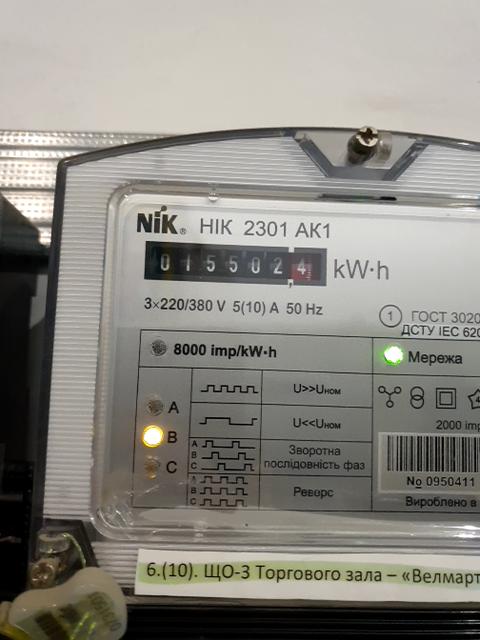 NiK® НІК 2301 АК1
015502,4 kW·h
3×220/380 V 5(10) A 50 Hz
1 ГОСТ 3020
ДСТУ IEC 620
8000 imp/kW·h
Мережа
A
B
C
U>>Uном
U<<Uном
A
B
C
Зворотна
послідовність фаз
A
B
C
Реверс
2000 imp
No 0950411
Вироблено в
6.(10). ЩО-3 Торгового зала – «Велмарт